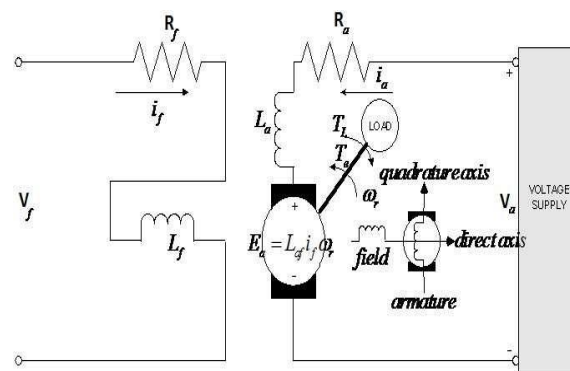 R_f
R_a
i_f
i_a
+
L_a
T_L
LOAD
T_a
ω_r
quadrature axis
V_f
L_f
+
E_a = L_af i_f ω_r
-
field
direct axis
armature
V_a
VOLTAGE
SUPPLY
-